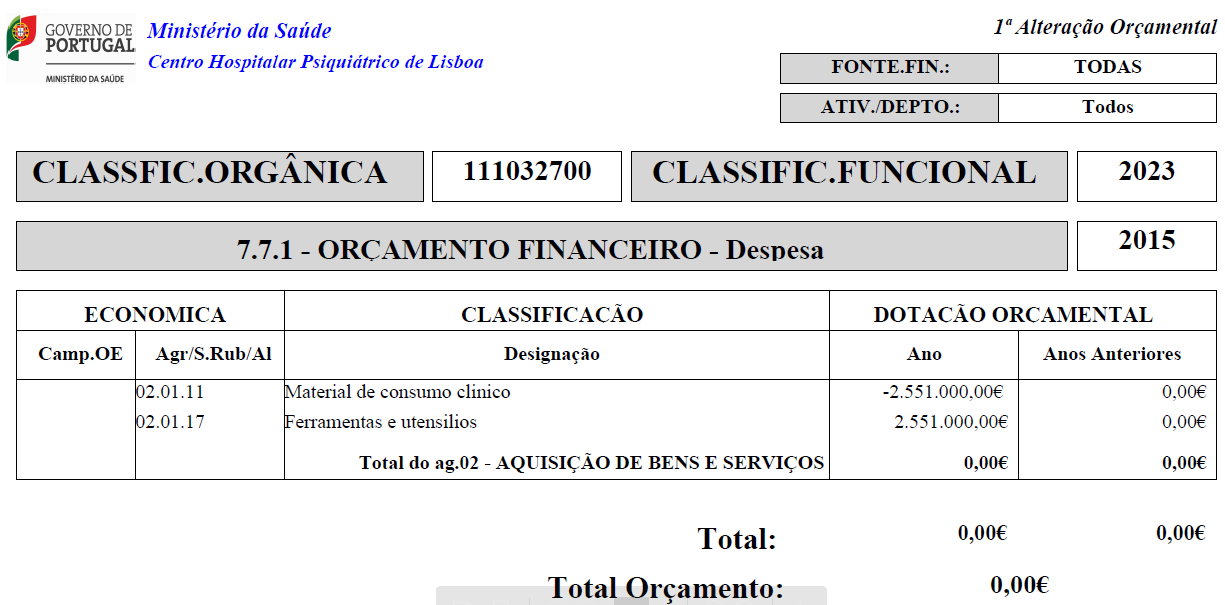 GOVERNO DE
PORTUGAL
MINISTÉRIO DA SAÚDE
Ministério da Saúde
Centro Hospitalar Psiquiátrico de Lisboa
1ª Alteração Orçamental
FONTE.FIN.: TODAS
ATIV./DEPTO.: Todos
CLASSFIC.ORGÂNICA 111032700 CLASSIFIC.FUNCIONAL 2023
7.7.1 - ORÇAMENTO FINANCEIRO - Despesa 2015
ECONOMICA CLASSIFICAÇÃO DOTAÇÃO ORÇAMENTAL
Camp.OE Agr/S.Rub/Al Designação Ano Anos Anteriores
02.01.11 Material de consumo clinico -2.551.000,00€ 0,00€
02.01.17 Ferramentas e utensilios 2.551.000,00€ 0,00€
Total do ag.02 - AQUISIÇÃO DE BENS E SERVIÇOS 0,00€ 0,00€
Total: 0,00€ 0,00€
Total Orçamento: 0,00€